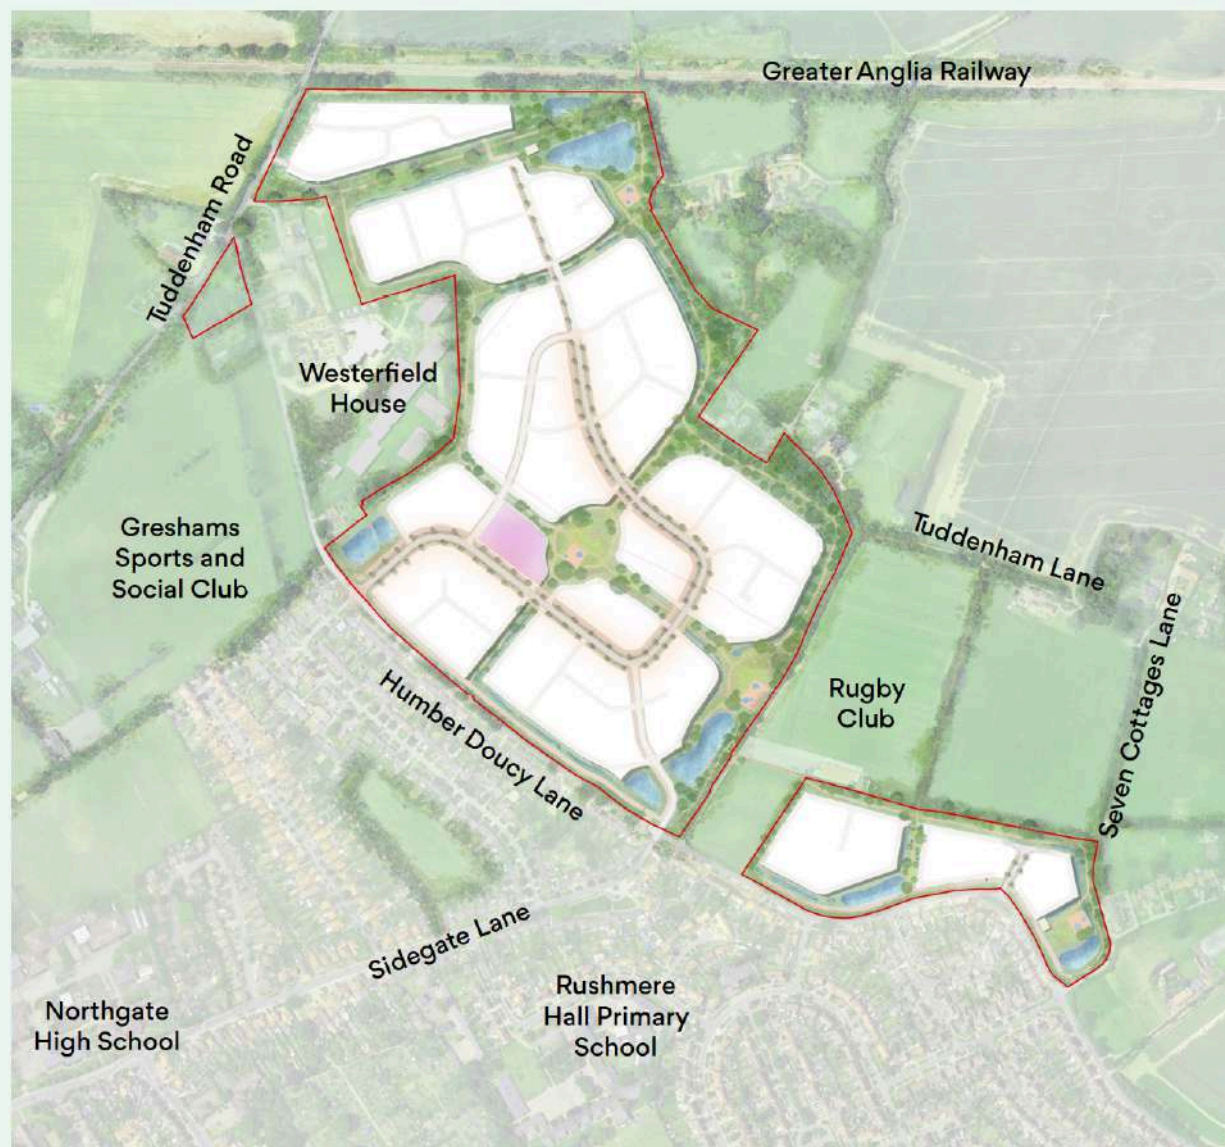 Greater Anglia Railway
Tuddenham Road
Westerfield
House
Greshams
Sports and
Social Club
Tuddenham Lane
Seven Cottages Lane
Rugby
Club
Humber Doucy Lane
Sidegate Lane
Rushmere
Hall Primary
School
Northgate
High School